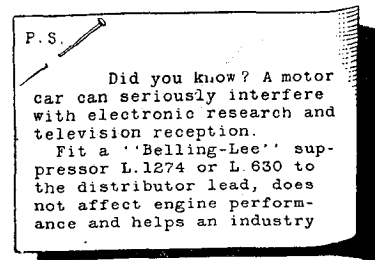 P.S.
Did you know? A motor
car can seriously interfere
with electronic research and
television reception.
Fit a ''Belling-Lee'' sup-
pressor L.1274 or L.630 to
the distributor lead, does
not affect engine perform-
ance and helps an industry